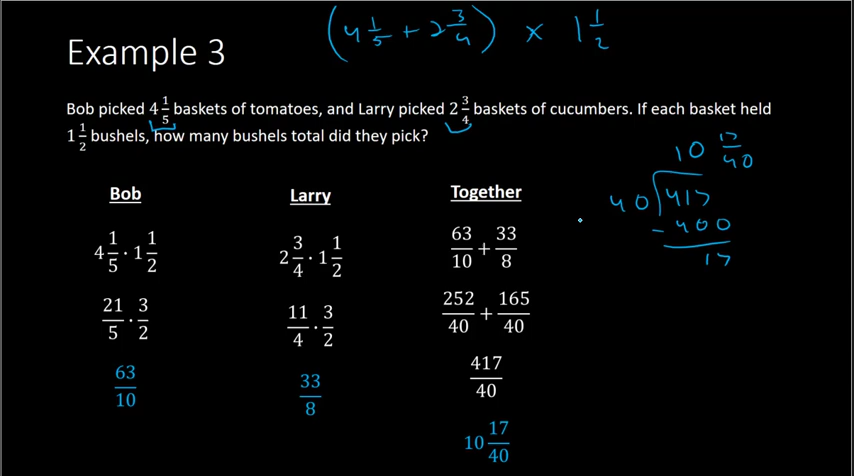 (4 1/5 + 2 3/4) x 1 1/2
Example 3
Bob picked 4 1/5 baskets of tomatoes, and Larry picked 2 3/4 baskets of cucumbers. If each basket held
1 1/2 bushels, how many bushels total did they pick?
Bob
4 1/5 · 1 1/2
21/5 · 3/2
63/10
Larry
2 3/4 · 1 1/2
11/4 · 3/2
33/8
Together
63/10 + 33/8
252/40 + 165/40
417/40
10 17/40
10 17/40
40 417
- 400
17